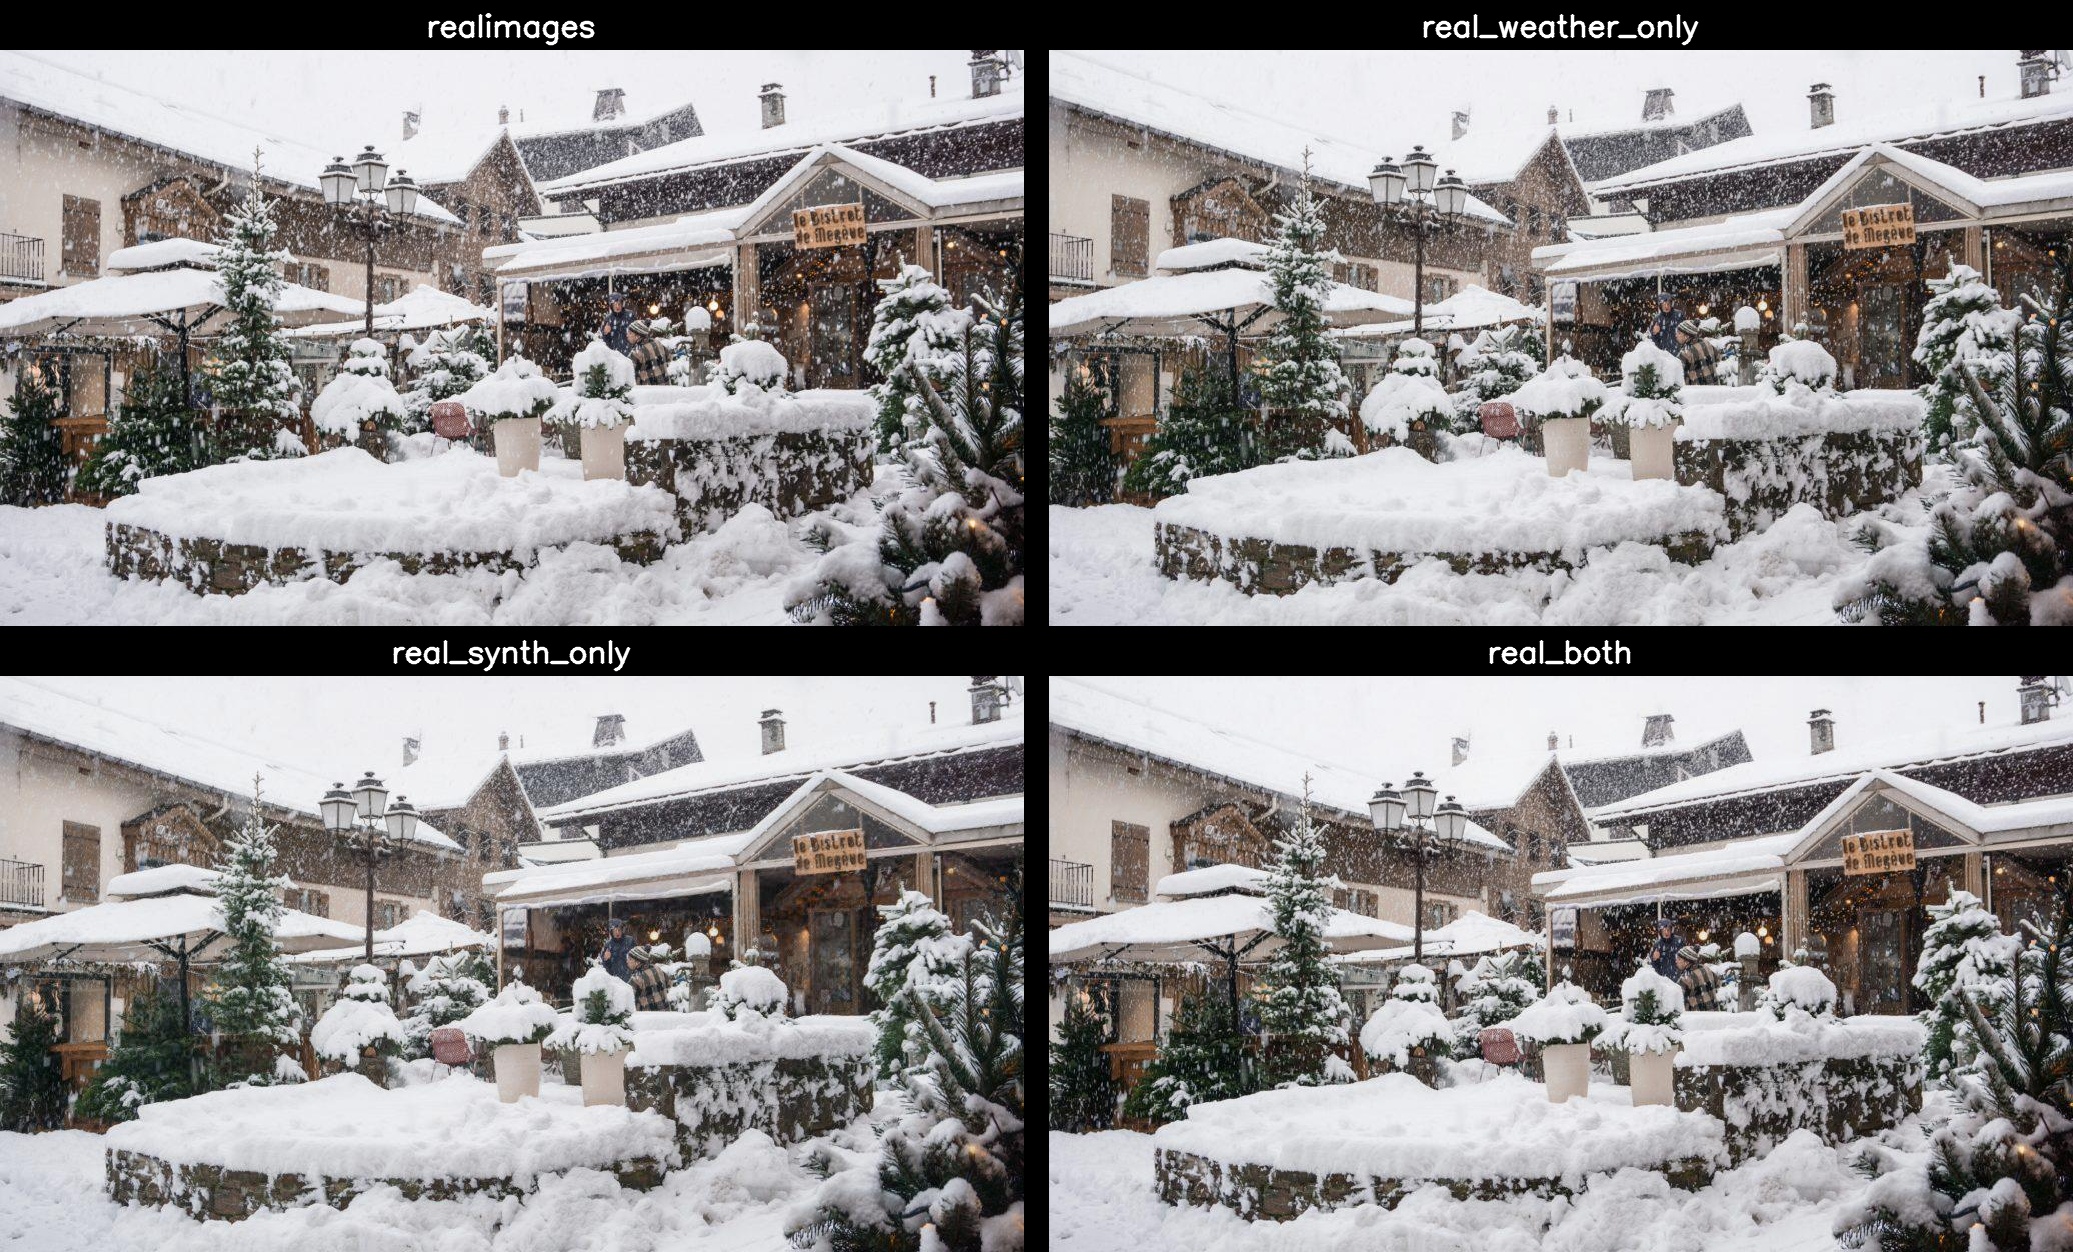 realimages
real_weather_only
le Bistrot
de Megève
le Bistrot
de Megève
real_synth_only
real_both
le Bistrot
de Megève
le Bistrot
de Megève